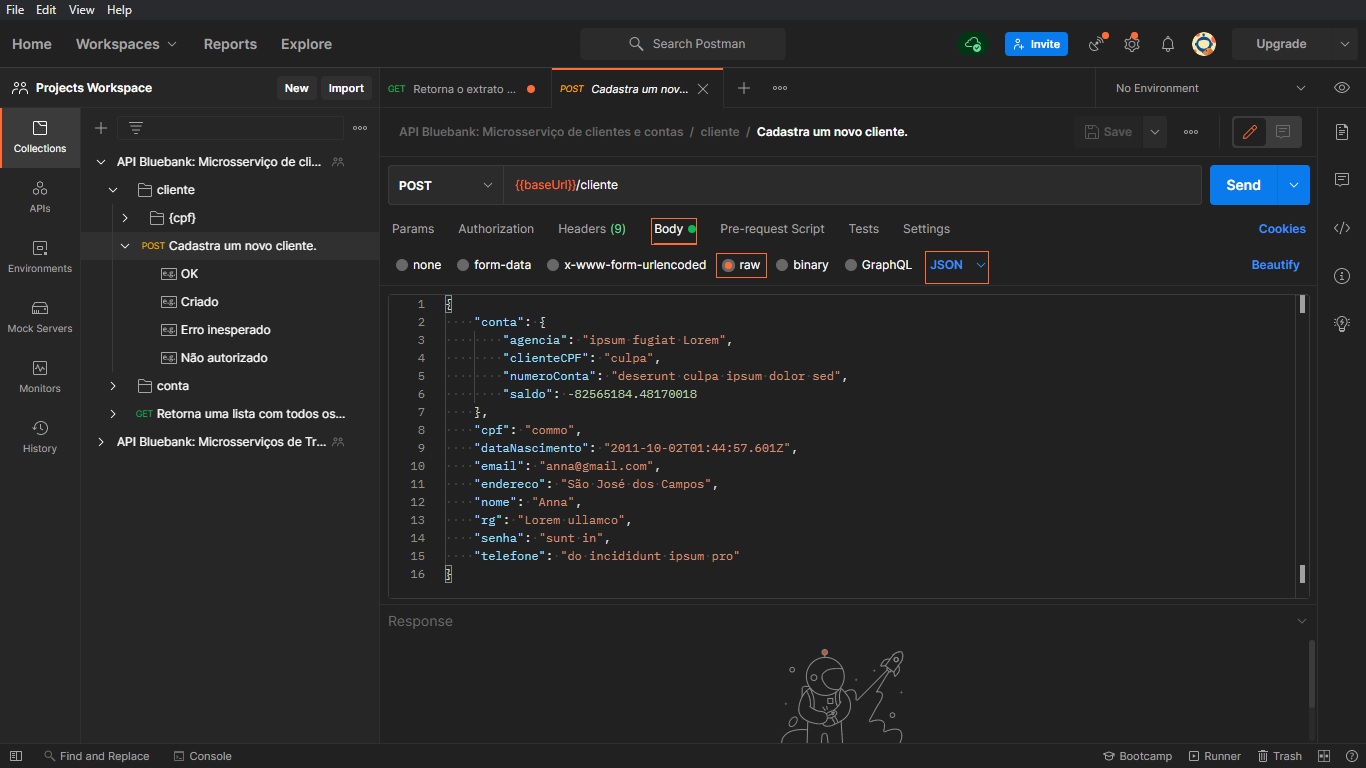 File Edit View Help
Home Workspaces Reports Explore Search Postman Invite Upgrade
Projects Workspace New Import GET Retorna o extrato ... POST Cadastra um nov... No Environment
Collections
APIs
Environments
Mock Servers
Monitors
History
API Bluebank: Microsserviço de cli...
cliente
{cpf}
POST Cadastra um novo cliente.
e.g. OK
e.g. Criado
e.g. Erro inesperado
e.g. Não autorizado
conta
GET Retorna uma lista com todos os...
API Bluebank: Microsserviços de Tr...
API Bluebank: Microsserviço de clientes e contas / cliente / Cadastra um novo cliente. Save
POST {{baseUrl}}/cliente Send
Params Authorization Headers (9) Body Pre-request Script Tests Settings Cookies
none form-data x-www-form-urlencoded raw binary GraphQL JSON Beautify
1 {
2 "conta": {
3 "agencia": "ipsum fugiat Lorem",
4 "clienteCPF": "culpa",
5 "numeroConta": "deserunt culpa ipsum dolor sed",
6 "saldo": -82565184.48170018
7 },
8 "cpf": "commo",
9 "dataNascimento": "2011-10-02T01:44:57.601Z",
10 "email": "anna@gmail.com",
11 "endereco": "São José dos Campos",
12 "nome": "Anna",
13 "rg": "Lorem ullamco",
14 "senha": "sunt in",
15 "telefone": "do incididunt ipsum pro"
16 }
Response
Find and Replace Console Bootcamp Runner Trash